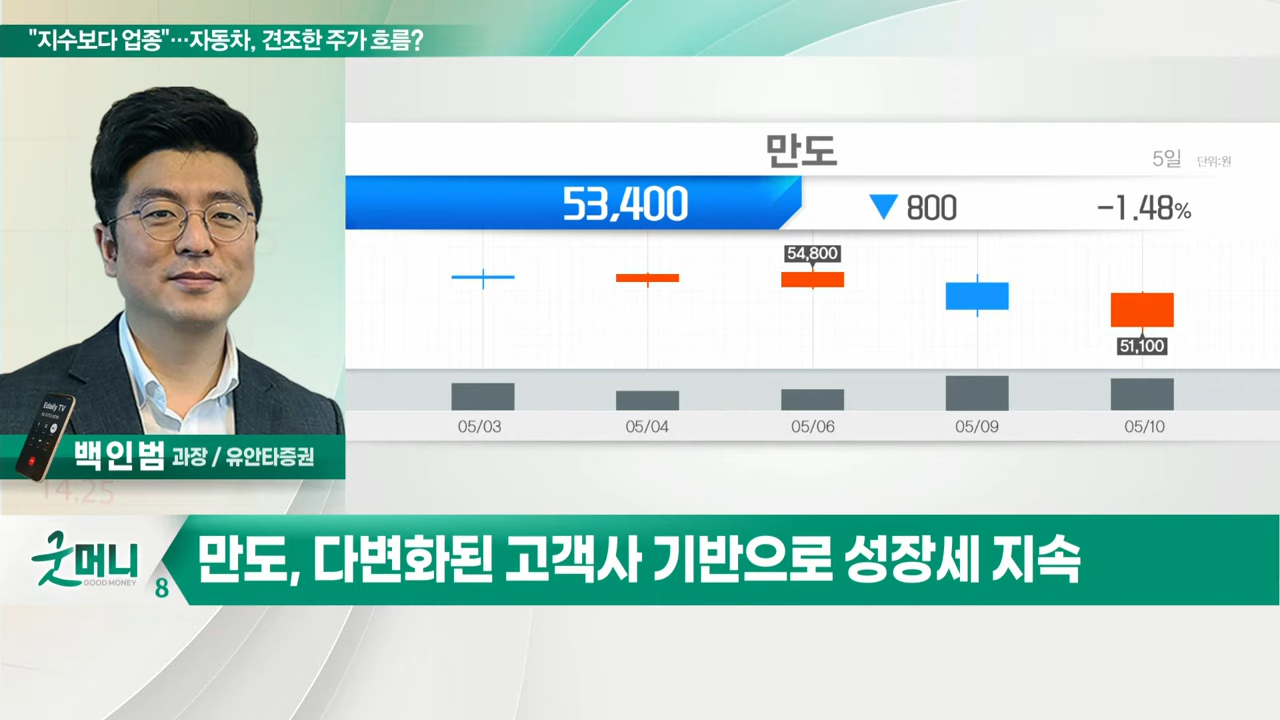 "지수보다 업종"…자동차, 견조한 주가 흐름?
만도
5일 단위:원
53,400 ▼ 800 -1.48%
54,800
51,100
05/03 05/04 05/06 05/09 05/10
Edaily TV
백인범 과장 / 유안타증권
14.25
굿머니
GOOD MONEY
8
만도, 다변화된 고객사 기반으로 성장세 지속